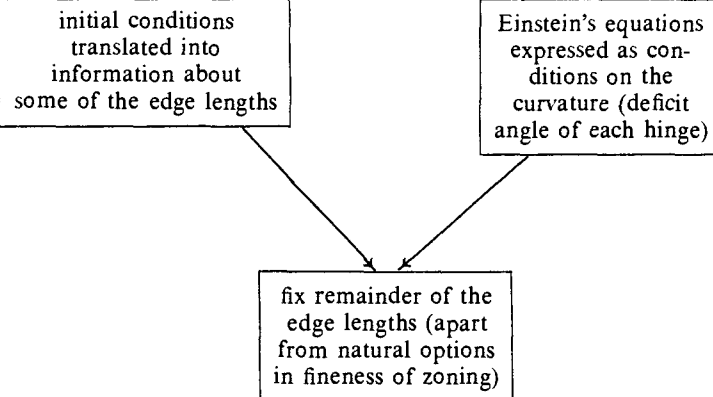 initial conditions
translated into
information about
some of the edge lengths
Einstein's equations
expressed as con-
ditions on the
curvature (deficit
angle of each hinge)
fix remainder of the
edge lengths (apart
from natural options
in fineness of zoning)